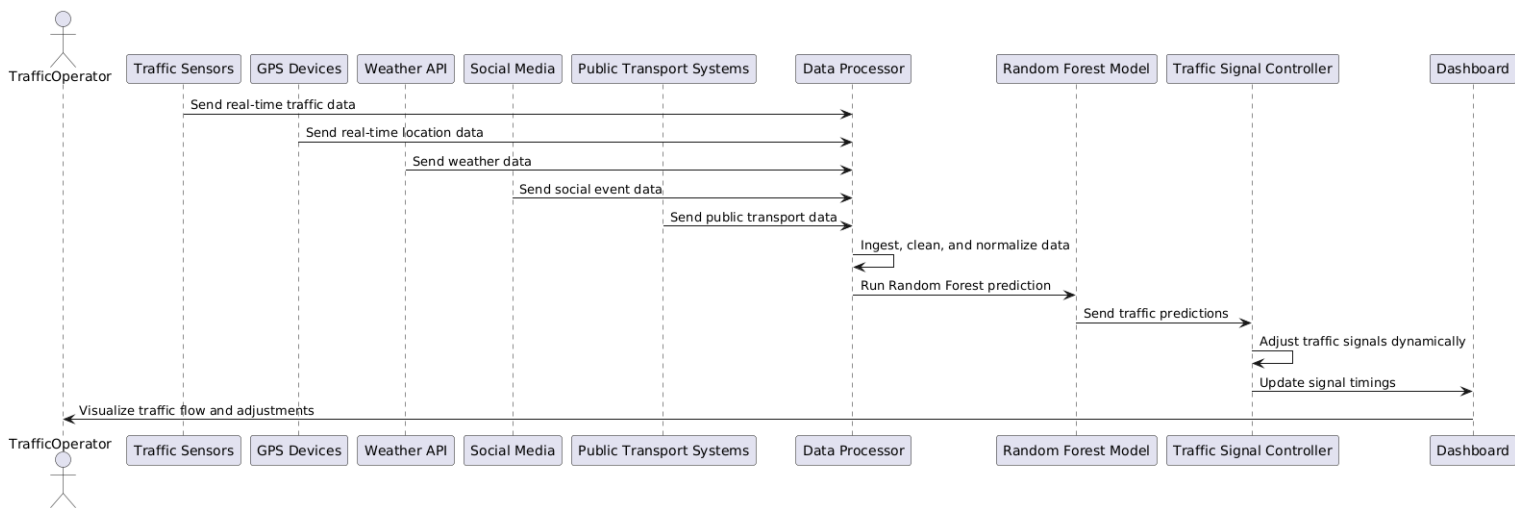 TrafficOperator
Traffic Sensors
GPS Devices
Weather API
Social Media
Public Transport Systems
Data Processor
Random Forest Model
Traffic Signal Controller
Dashboard
Send real-time traffic data
Send real-time location data
Send weather data
Send social event data
Send public transport data
Ingest, clean, and normalize data
Run Random Forest prediction
Send traffic predictions
Adjust traffic signals dynamically
Update signal timings
Visualize traffic flow and adjustments
TrafficOperator
Traffic Sensors
GPS Devices
Weather API
Social Media
Public Transport Systems
Data Processor
Random Forest Model
Traffic Signal Controller
Dashboard